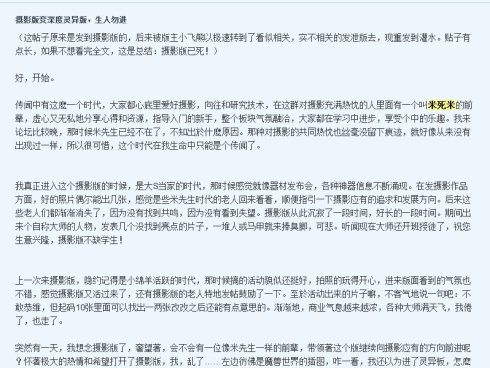 摄影版变深度灵异版，生人勿进
（这帖子原来是发到摄影版的，后来被版主小飞熊以极速转到了看似相关，实不相关的发泄版去，现重发到灌水。贴子有
点长，如果不想看完全文，这是总结：摄影版已死！）
好，开始。
传闻中有这麽一个时代，大家都心底里爱好摄影，向往和研究技术，在这群对摄影充满热忱的人里面有一个叫米死米的前
辈，虚心又无私地分享心得和资源，指导入门的新手，整个板块气氛融洽，大家都在学习中进步，享受个中的乐趣。我来
论坛比较晚，那时候米先生已经不在了，不知出於什麽原因。那种对摄影的共同热忱也丝毫没留下痕迹，就好像从来没有
出现过一样，所以很可惜，这个时代在我生命中只能是个传闻了。
我真正进入这个摄影版的时候，是大S当家的时代，那时候感觉就像器材发布会，各种神器信息不断涌现。在发摄影作品
方面，好的照片偶尔能出几张，感觉是些米先生时代的老人回来看看，顺便指引一下摄影应有的追求和发展方向。后来这
些老人们都渐渐消失了，因为没有找到共鸣，因为没有看到失望。摄影版从此沉寂了一段时间，好长的一段时间。期间出
来个自称大师的人物，发表几个没找到亮点的片子，一堆人或马甲就来捧臭脚，可悲。听闻现在大师还开班授徒了，祝您
生意兴隆，摄影版不缺学生！
上一次来摄影版，隐约记得是小绵羊活跃的时代，那时候搞的活动貌似还挺好，拍照的玩得开心，进来版面看到的气氛也
不错，感觉摄影版又活过来了，还有摄影版的老人特地发帖鼓励了一下。至於活动出来的片子嘛，不客气地说一句吧：不
敢恭维，但起码10张里面可以找出一两张孜孜之后还能有点意思的。渐渐地，商业气息越来越浓，各种大师满天飞，我倦
了，也走了。
突然有一天，我想念摄影版了，奢望著，会不会有一位像米先生一样的前辈，带领著这个版继续向摄影应有的方向前进呢
？怀著极大的热情和希望打开了摄影版，我，乱了……左边彷佛是魔兽世界的插图，咋一看，我还以为进了灵异板，怎麽